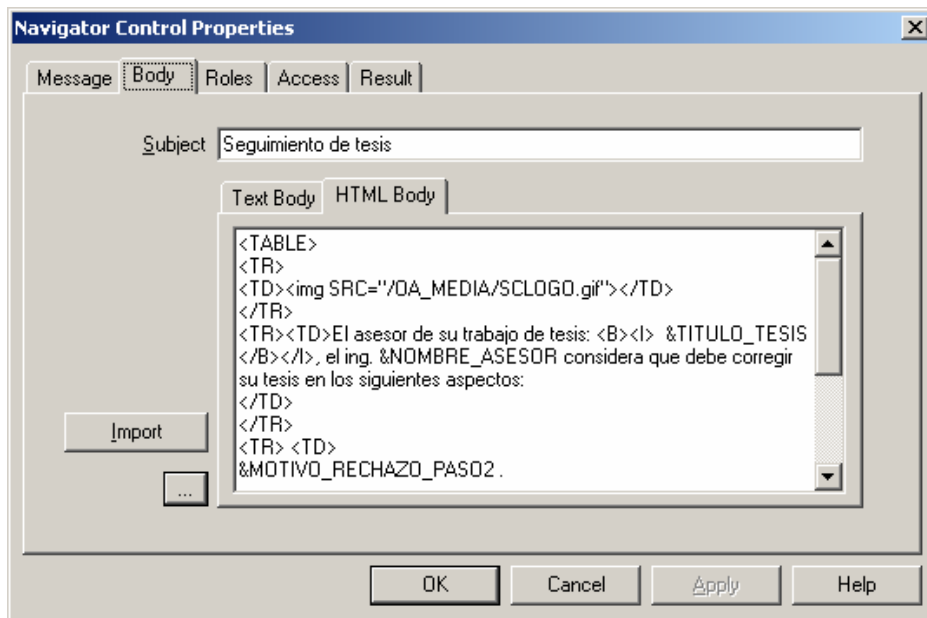 Navigator Control Properties
Message Body Roles Access Result
Subject Seguimiento de tesis
Text Body HTML Body
<TABLE>
<TR>
<TD><img SRC="/OA_MEDIA/SCLOGO.gif"></TD>
</TR>
<TR><TD>El asesor de su trabajo de tesis: <B><I> &TITULO_TESIS
</B></I>, el ing. &NOMBRE_ASESOR considera que debe corregir
su tesis en los siguientes aspectos:
</TD>
</TR>
<TR> <TD>
&MOTIVO_RECHAZO_PASO2 .
Import
...
OK Cancel Apply Help